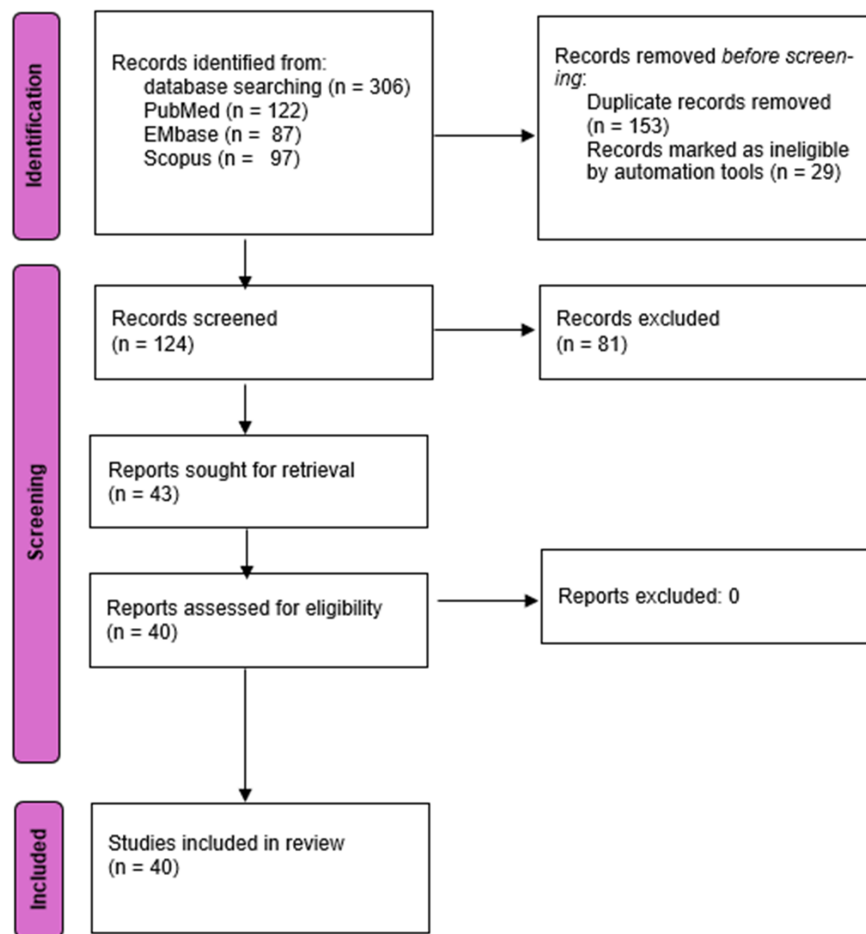 Identification
Records identified from:
database searching (n = 306)
PubMed (n = 122)
EMbase (n = 87)
Scopus (n = 97)
Records removed before screen-
ing:
Duplicate records removed
(n = 153)
Records marked as ineligible
by automation tools (n = 29)
Screening
Records screened
(n = 124)
Records excluded
(n = 81)
Reports sought for retrieval
(n = 43)
Reports assessed for eligibility
(n = 40)
Reports excluded: 0
Included
Studies included in review
(n = 40)